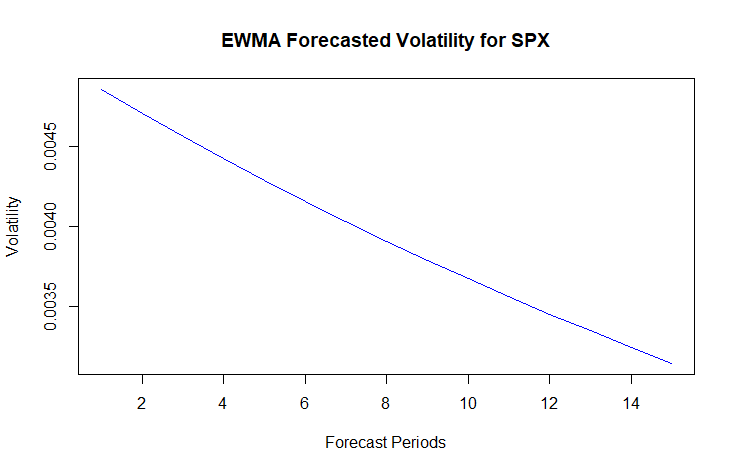 EWMA Forecasted Volatility for SPX
Volatility
0.0045
0.0040
0.0035
2 4 6 8 10 12 14
Forecast Periods